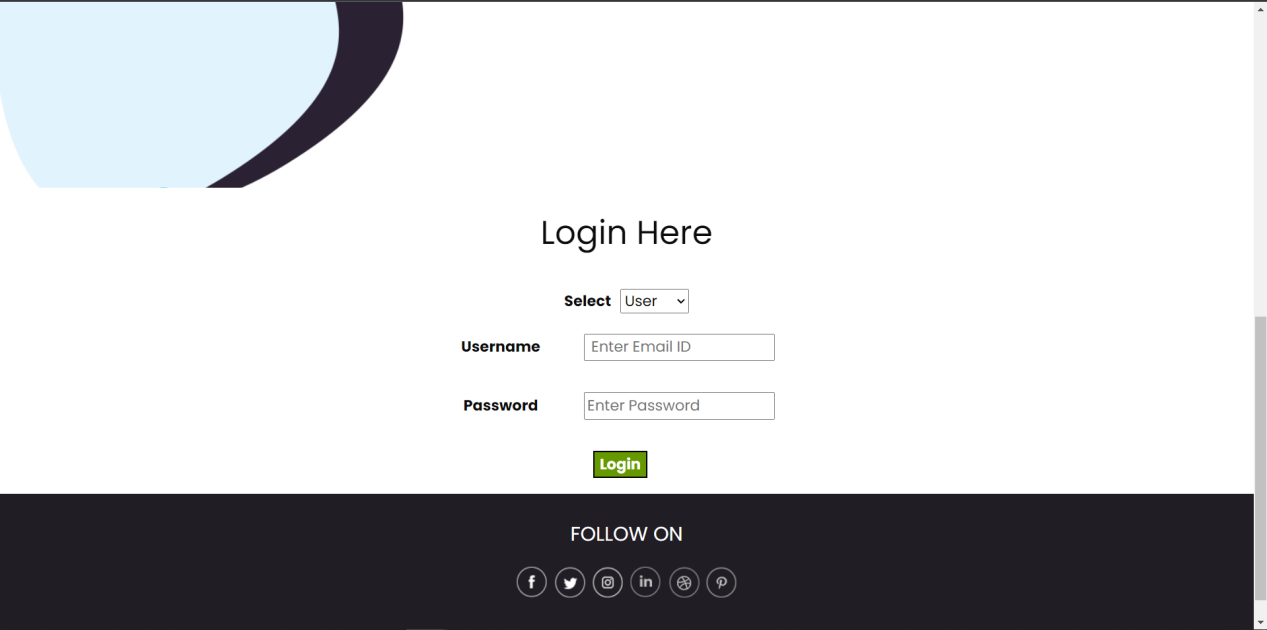 Login Here
Select User
Username Enter Email ID
Password Enter Password
Login
FOLLOW ON